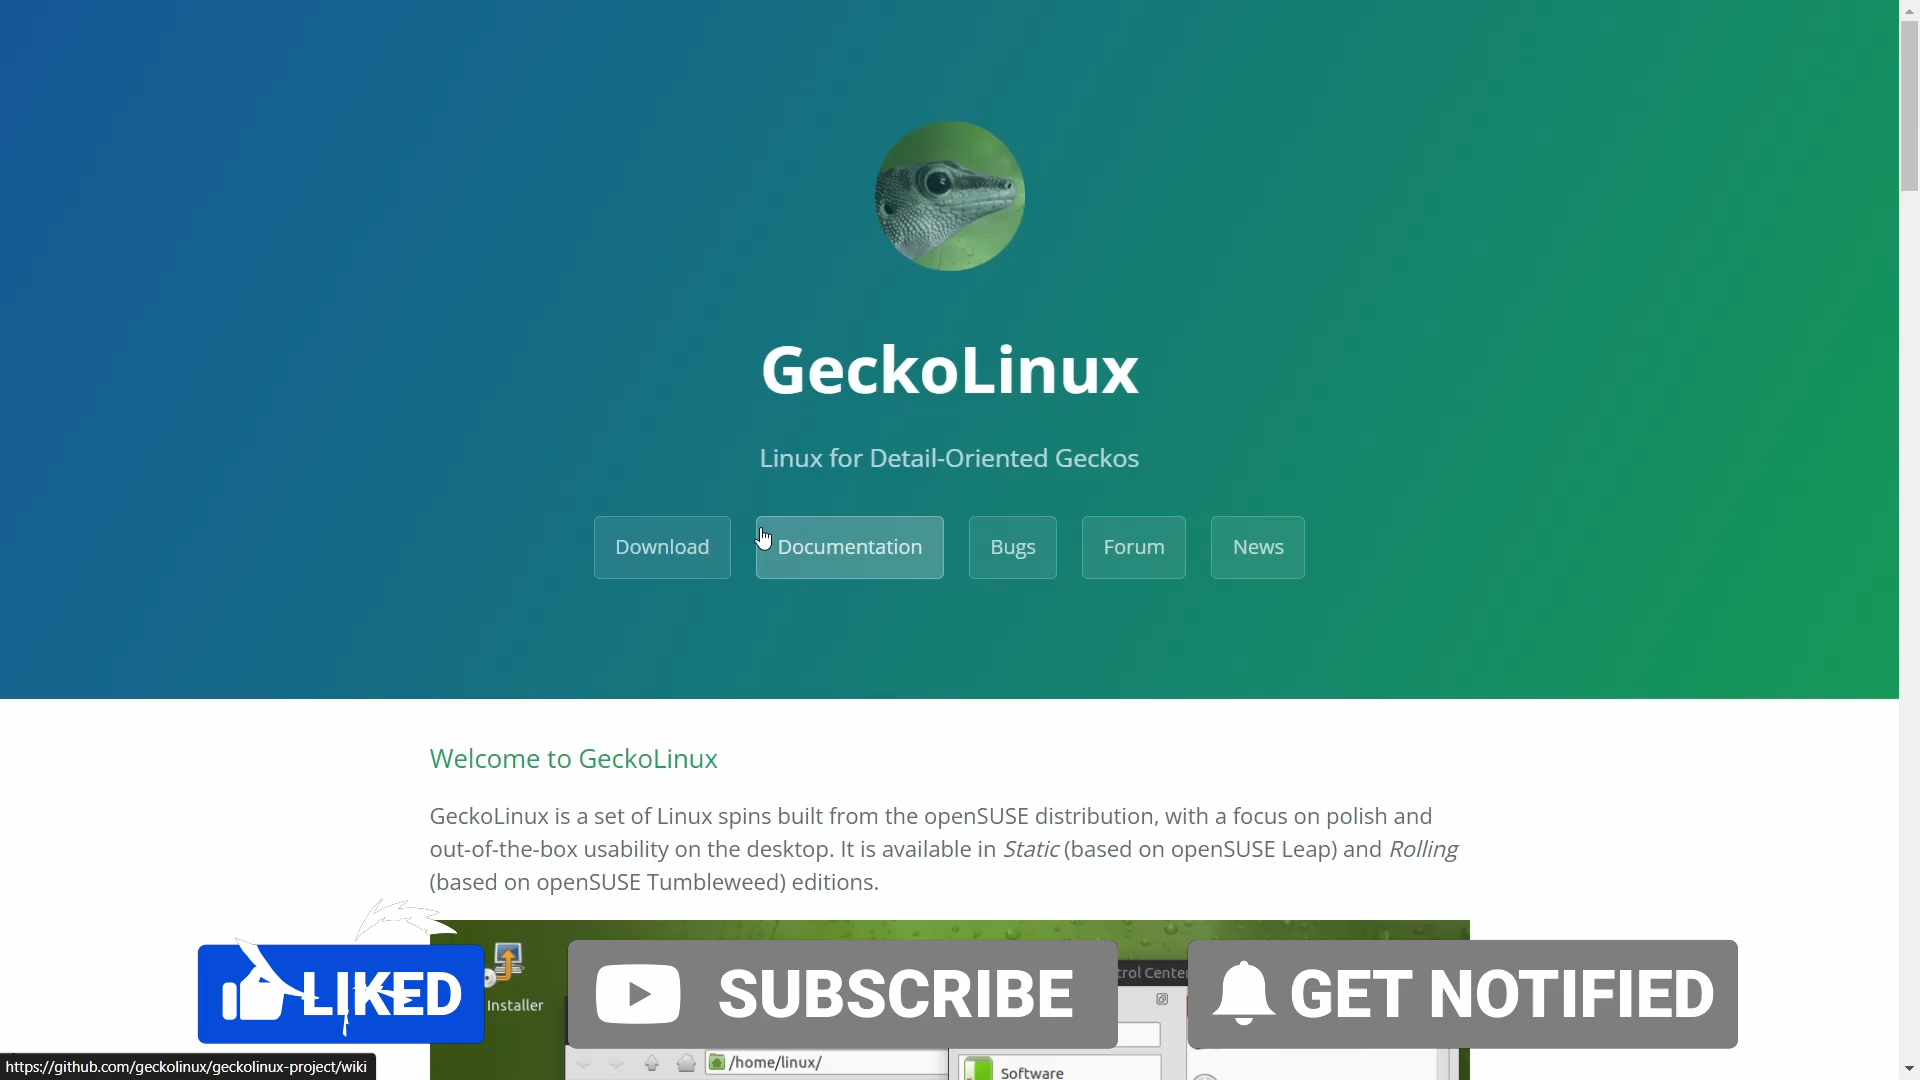 GeckoLinux
Linux for Detail-Oriented Geckos
Download
Documentation
Bugs
Forum
News
Welcome to GeckoLinux
GeckoLinux is a set of Linux spins built from the openSUSE distribution, with a focus on polish and
out-of-the-box usability on the desktop. It is available in Static (based on openSUSE Leap) and Rolling
(based on openSUSE Tumbleweed) editions.
trol Center
LIKED
SUBSCRIBE
GET NOTIFIED
Installer
/home/linux/
Software
https://github.com/geckolinux/geckolinux-project/wiki